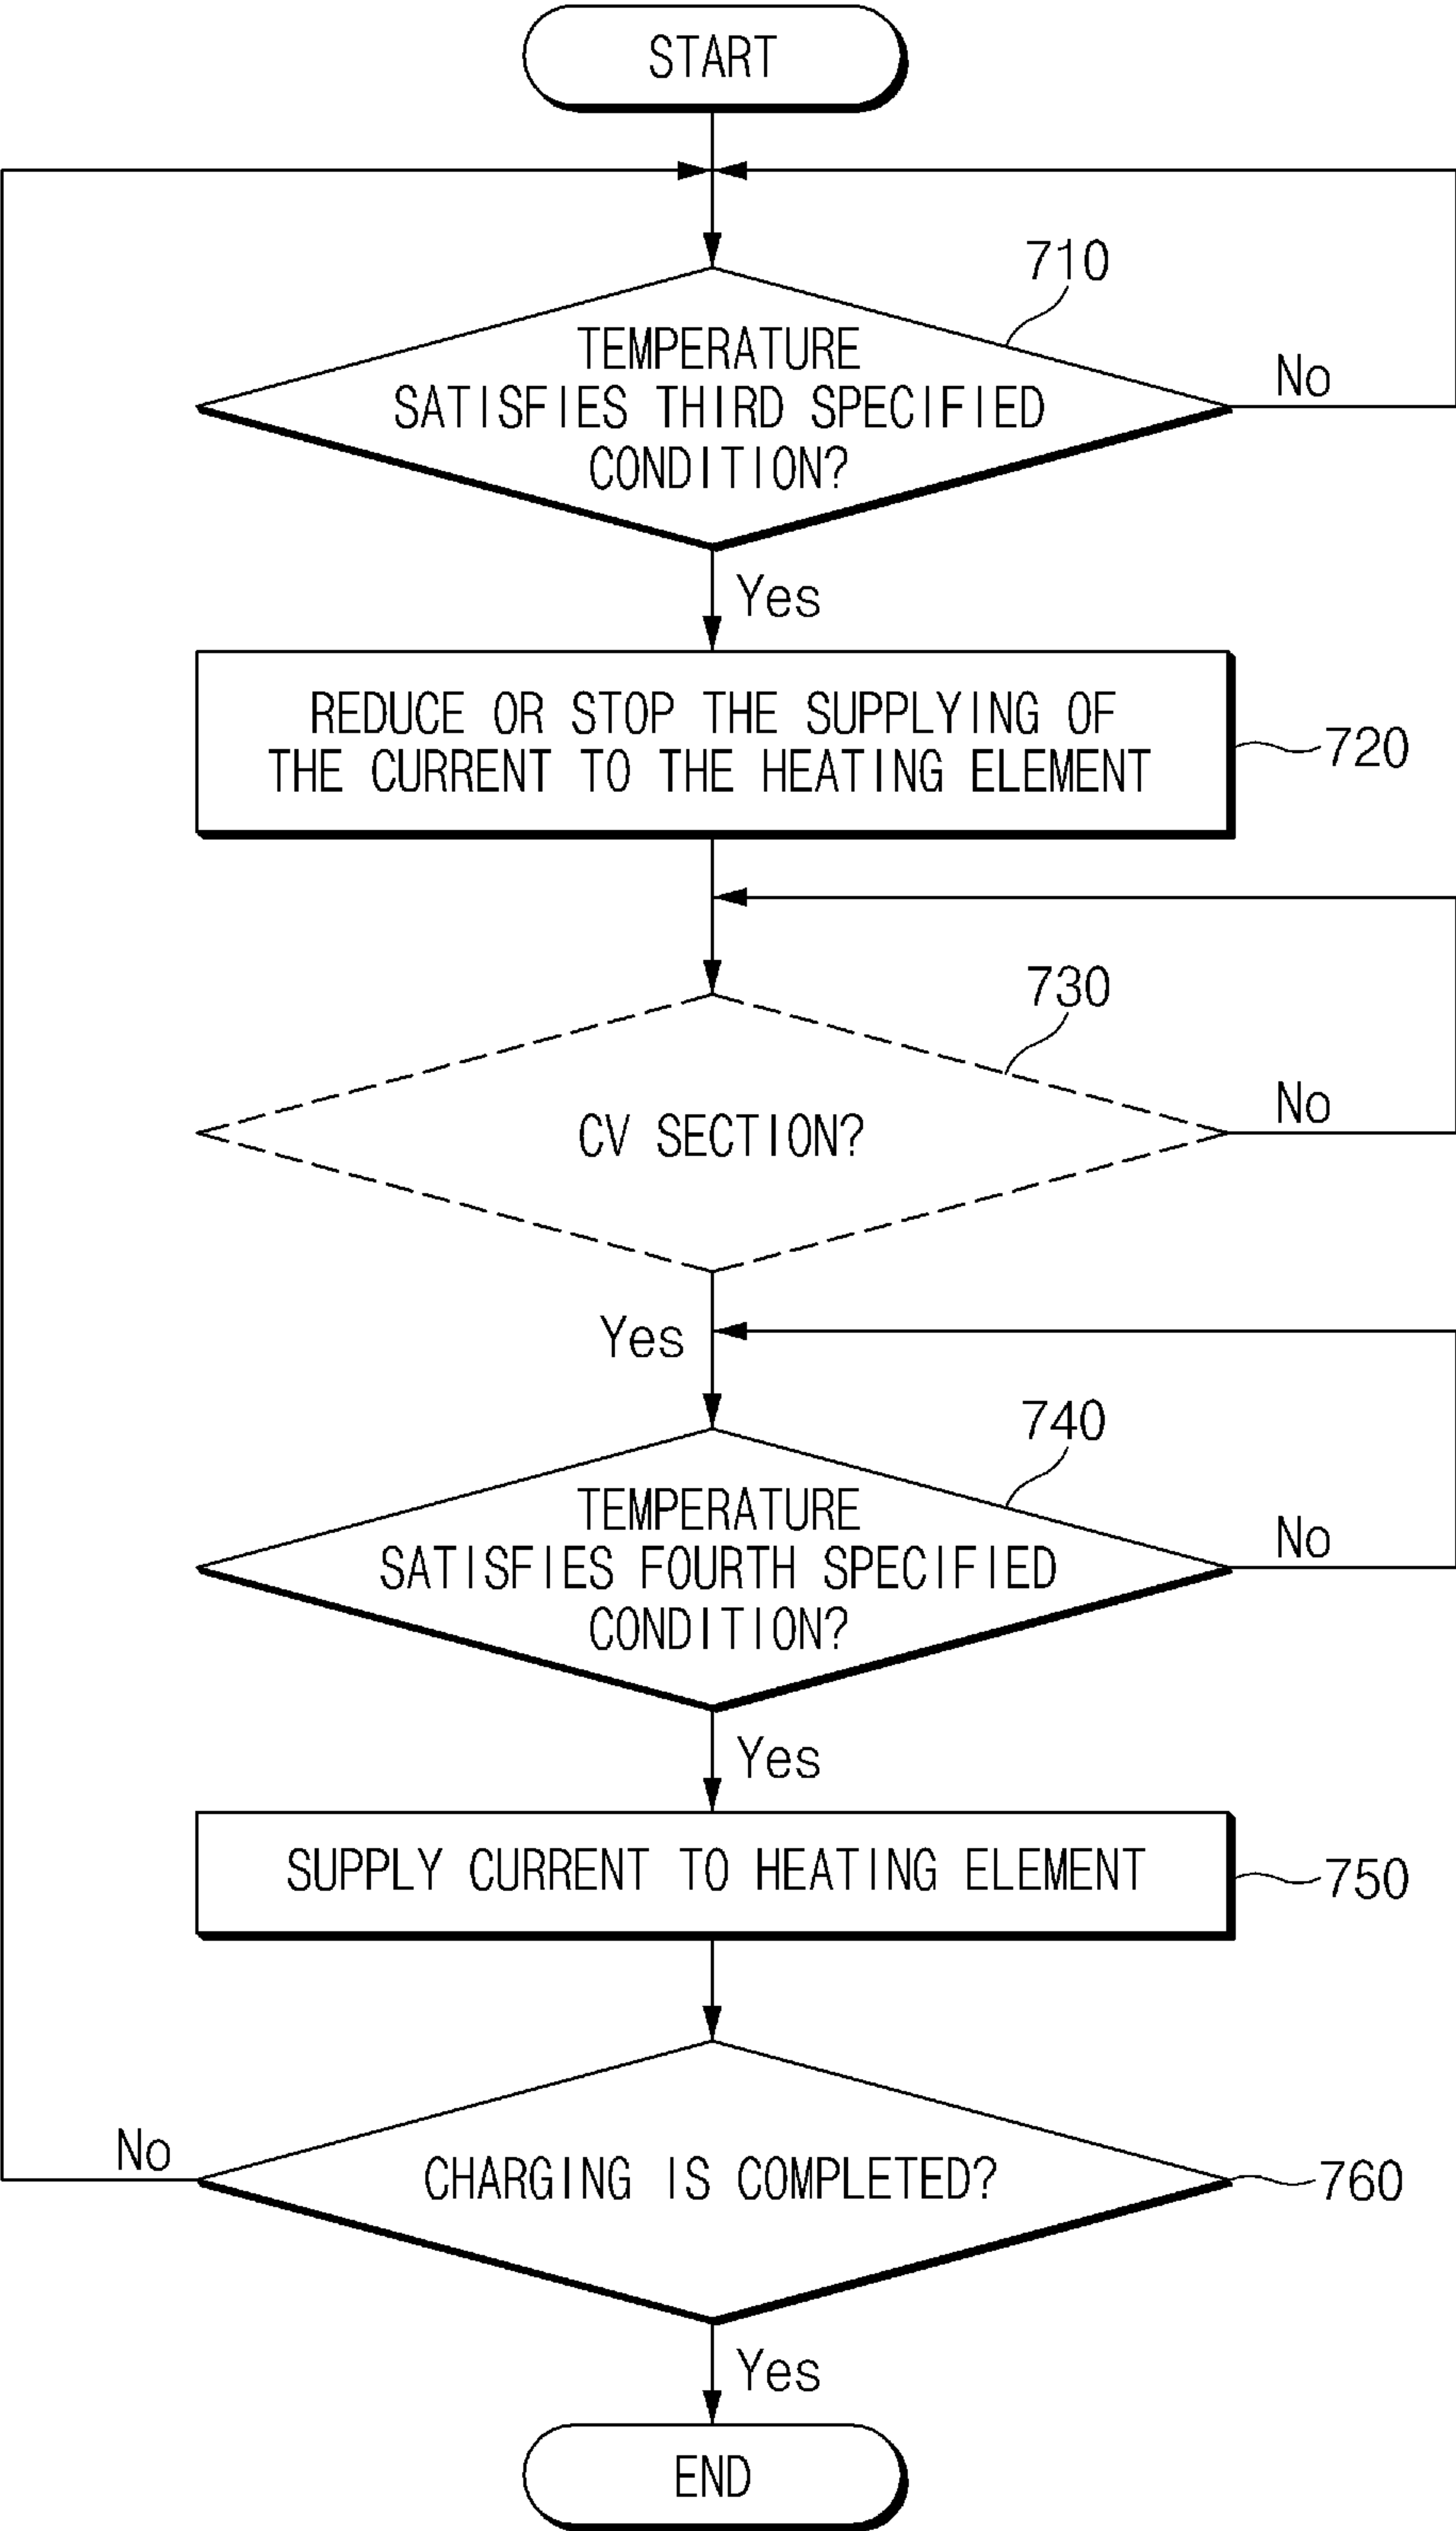 START
710
TEMPERATURE
SATISFIES THIRD SPECIFIED
CONDITION?
No
Yes
REDUCE OR STOP THE SUPPLYING OF
THE CURRENT TO THE HEATING ELEMENT
720
730
CV SECTION?
No
Yes
740
TEMPERATURE
SATISFIES FOURTH SPECIFIED
CONDITION?
No
Yes
SUPPLY CURRENT TO HEATING ELEMENT
750
No
CHARGING IS COMPLETED?
760
Yes
END